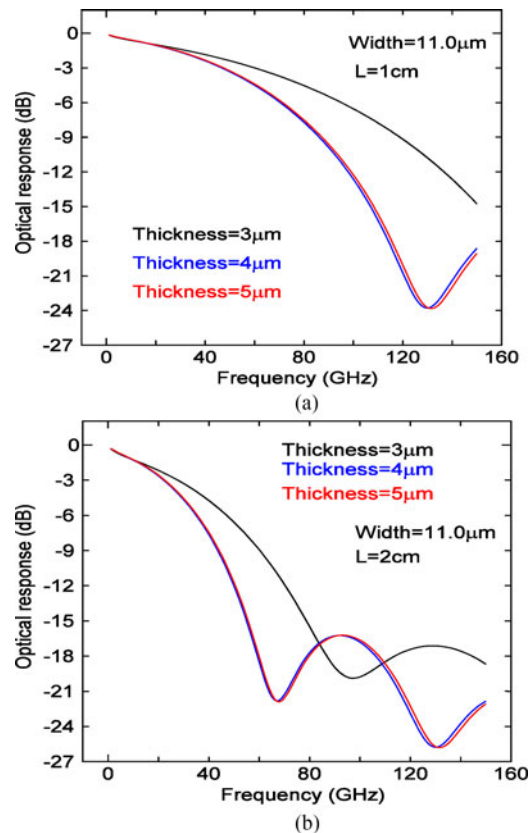 0
-3
-6
-9
-12
-15
-18
-21
-24
-27
Optical response (dB)
Width=11.0μm
L=1cm
Thickness=3μm
Thickness=4μm
Thickness=5μm
0 40 80 120 160
Frequency (GHz)
(a)
0
-3
-6
-9
-12
-15
-18
-21
-24
-27
Optical response (dB)
Thickness=3μm
Thickness=4μm
Thickness=5μm
Width=11.0μm
L=2cm
0 40 80 120 160
Frequency (GHz)
(b)